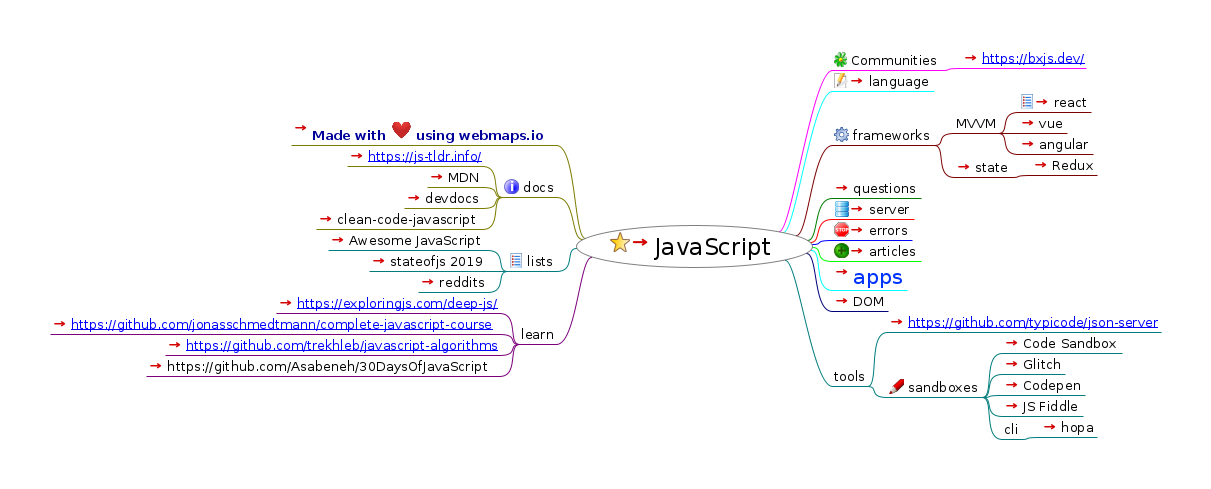 Made with ❤ using webmaps.io
https://js-tldr.info/
MDN
devdocs
clean-code-javascript
docs
Awesome JavaScript
stateofjs 2019
reddits
lists
https://exploringjs.com/deep-js/
https://github.com/jonasschmedtmann/complete-javascript-course
https://github.com/trekhleb/javascript-algorithms
https://github.com/Asabeneh/30DaysOfJavaScript
learn
JavaScript
Communities
https://bxjs.dev/
language
frameworks
MVVM
react
vue
angular
state
Redux
questions
server
STOP
errors
articles
apps
DOM
tools
https://github.com/typicode/json-server
sandboxes
Code Sandbox
Glitch
Codepen
JS Fiddle
cli
hopa